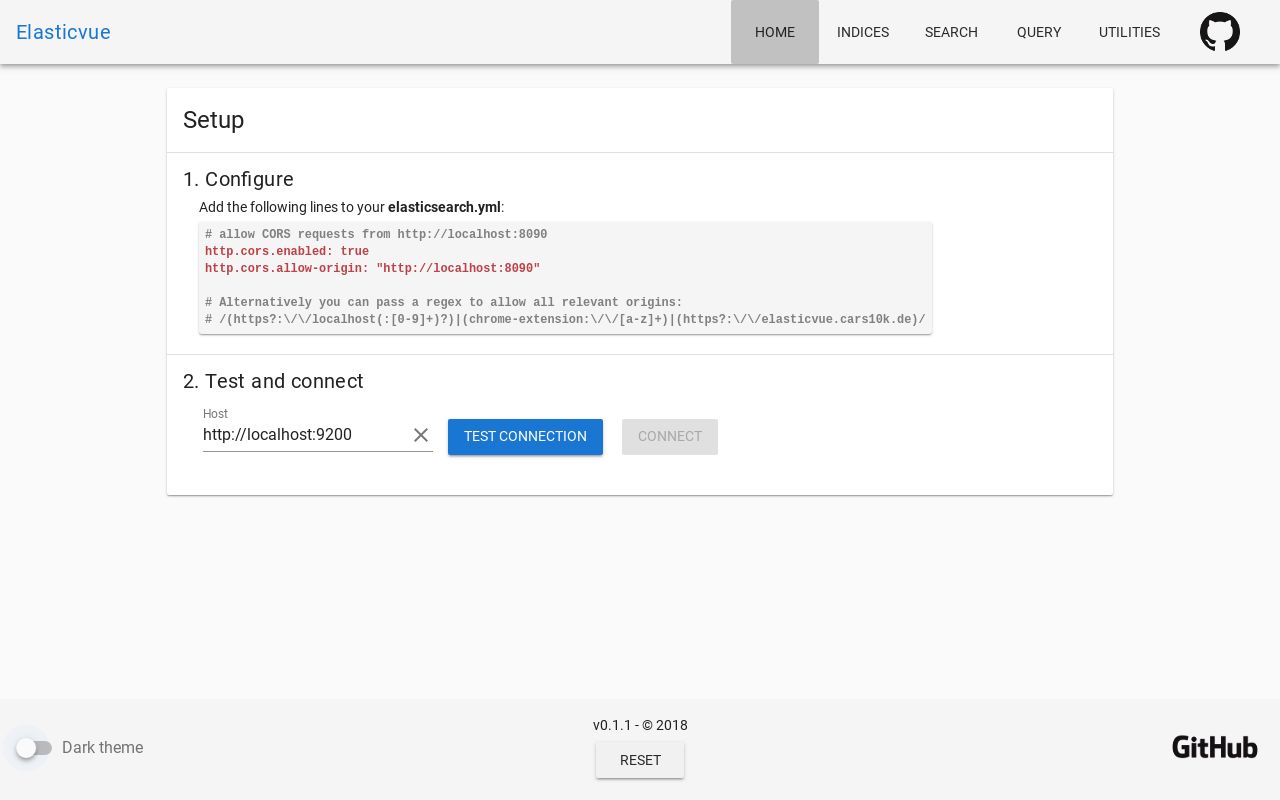 Elasticvue
HOME
INDICES
SEARCH
QUERY
UTILITIES
Setup
1. Configure
Add the following lines to your elasticsearch.yml:
# allow CORS requests from http://localhost:8090
http.cors.enabled: true
http.cors.allow-origin: "http://localhost:8090"
# Alternatively you can pass a regex to allow all relevant origins:
# /(https?:\/\/localhost(:[0-9]+)?)|(chrome-extension:\/\/[a-z]+)|(https?:\/\/elasticvue.cars10k.de)/
2. Test and connect
Host
http://localhost:9200
TEST CONNECTION
CONNECT
Dark theme
v0.1.1 - © 2018
RESET
GitHub